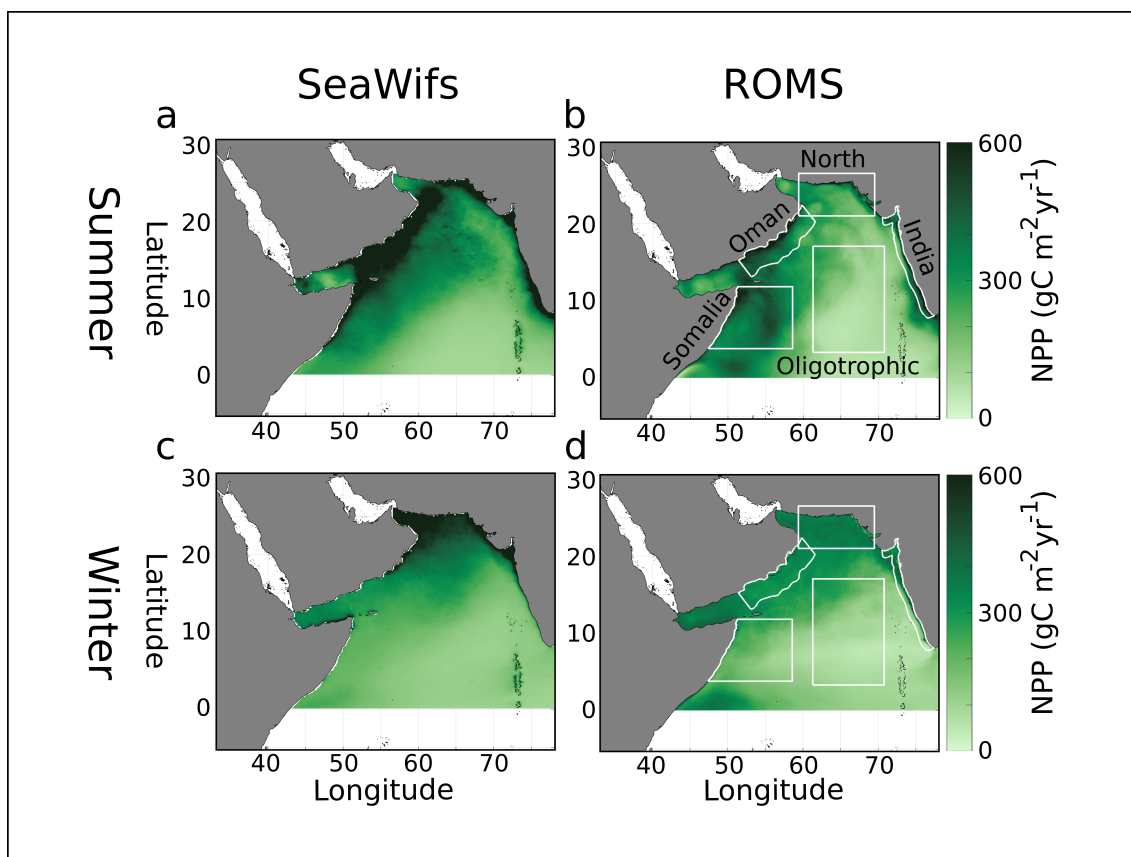 SeaWifs
ROMS
a
b
Summer
Latitude
30
20
10
0
40
50
60
70
30
20
10
0
40
50
60
70
North
Oman
India
Somalia
Oligotrophic
600
300
0
NPP (gC m⁻²yr⁻¹)
c
d
Winter
Latitude
30
20
10
0
40
50
60
70
Longitude
30
20
10
0
40
50
60
70
Longitude
600
300
0
NPP (gC m⁻²yr⁻¹)